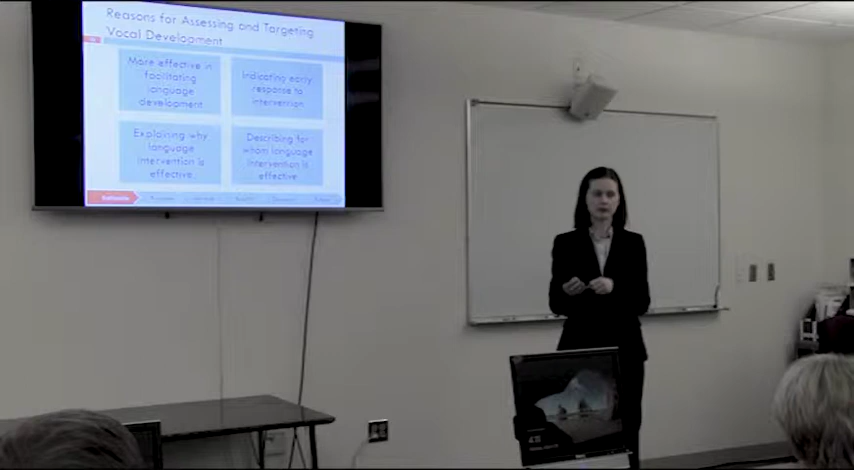 Reasons for Assessing and Targeting
Vocal Development
More effective in
facilitating
language
development
Indicating early
response to
intervention
Explaining why
language
intervention is
effective
Describing for
whom language
intervention is
effective